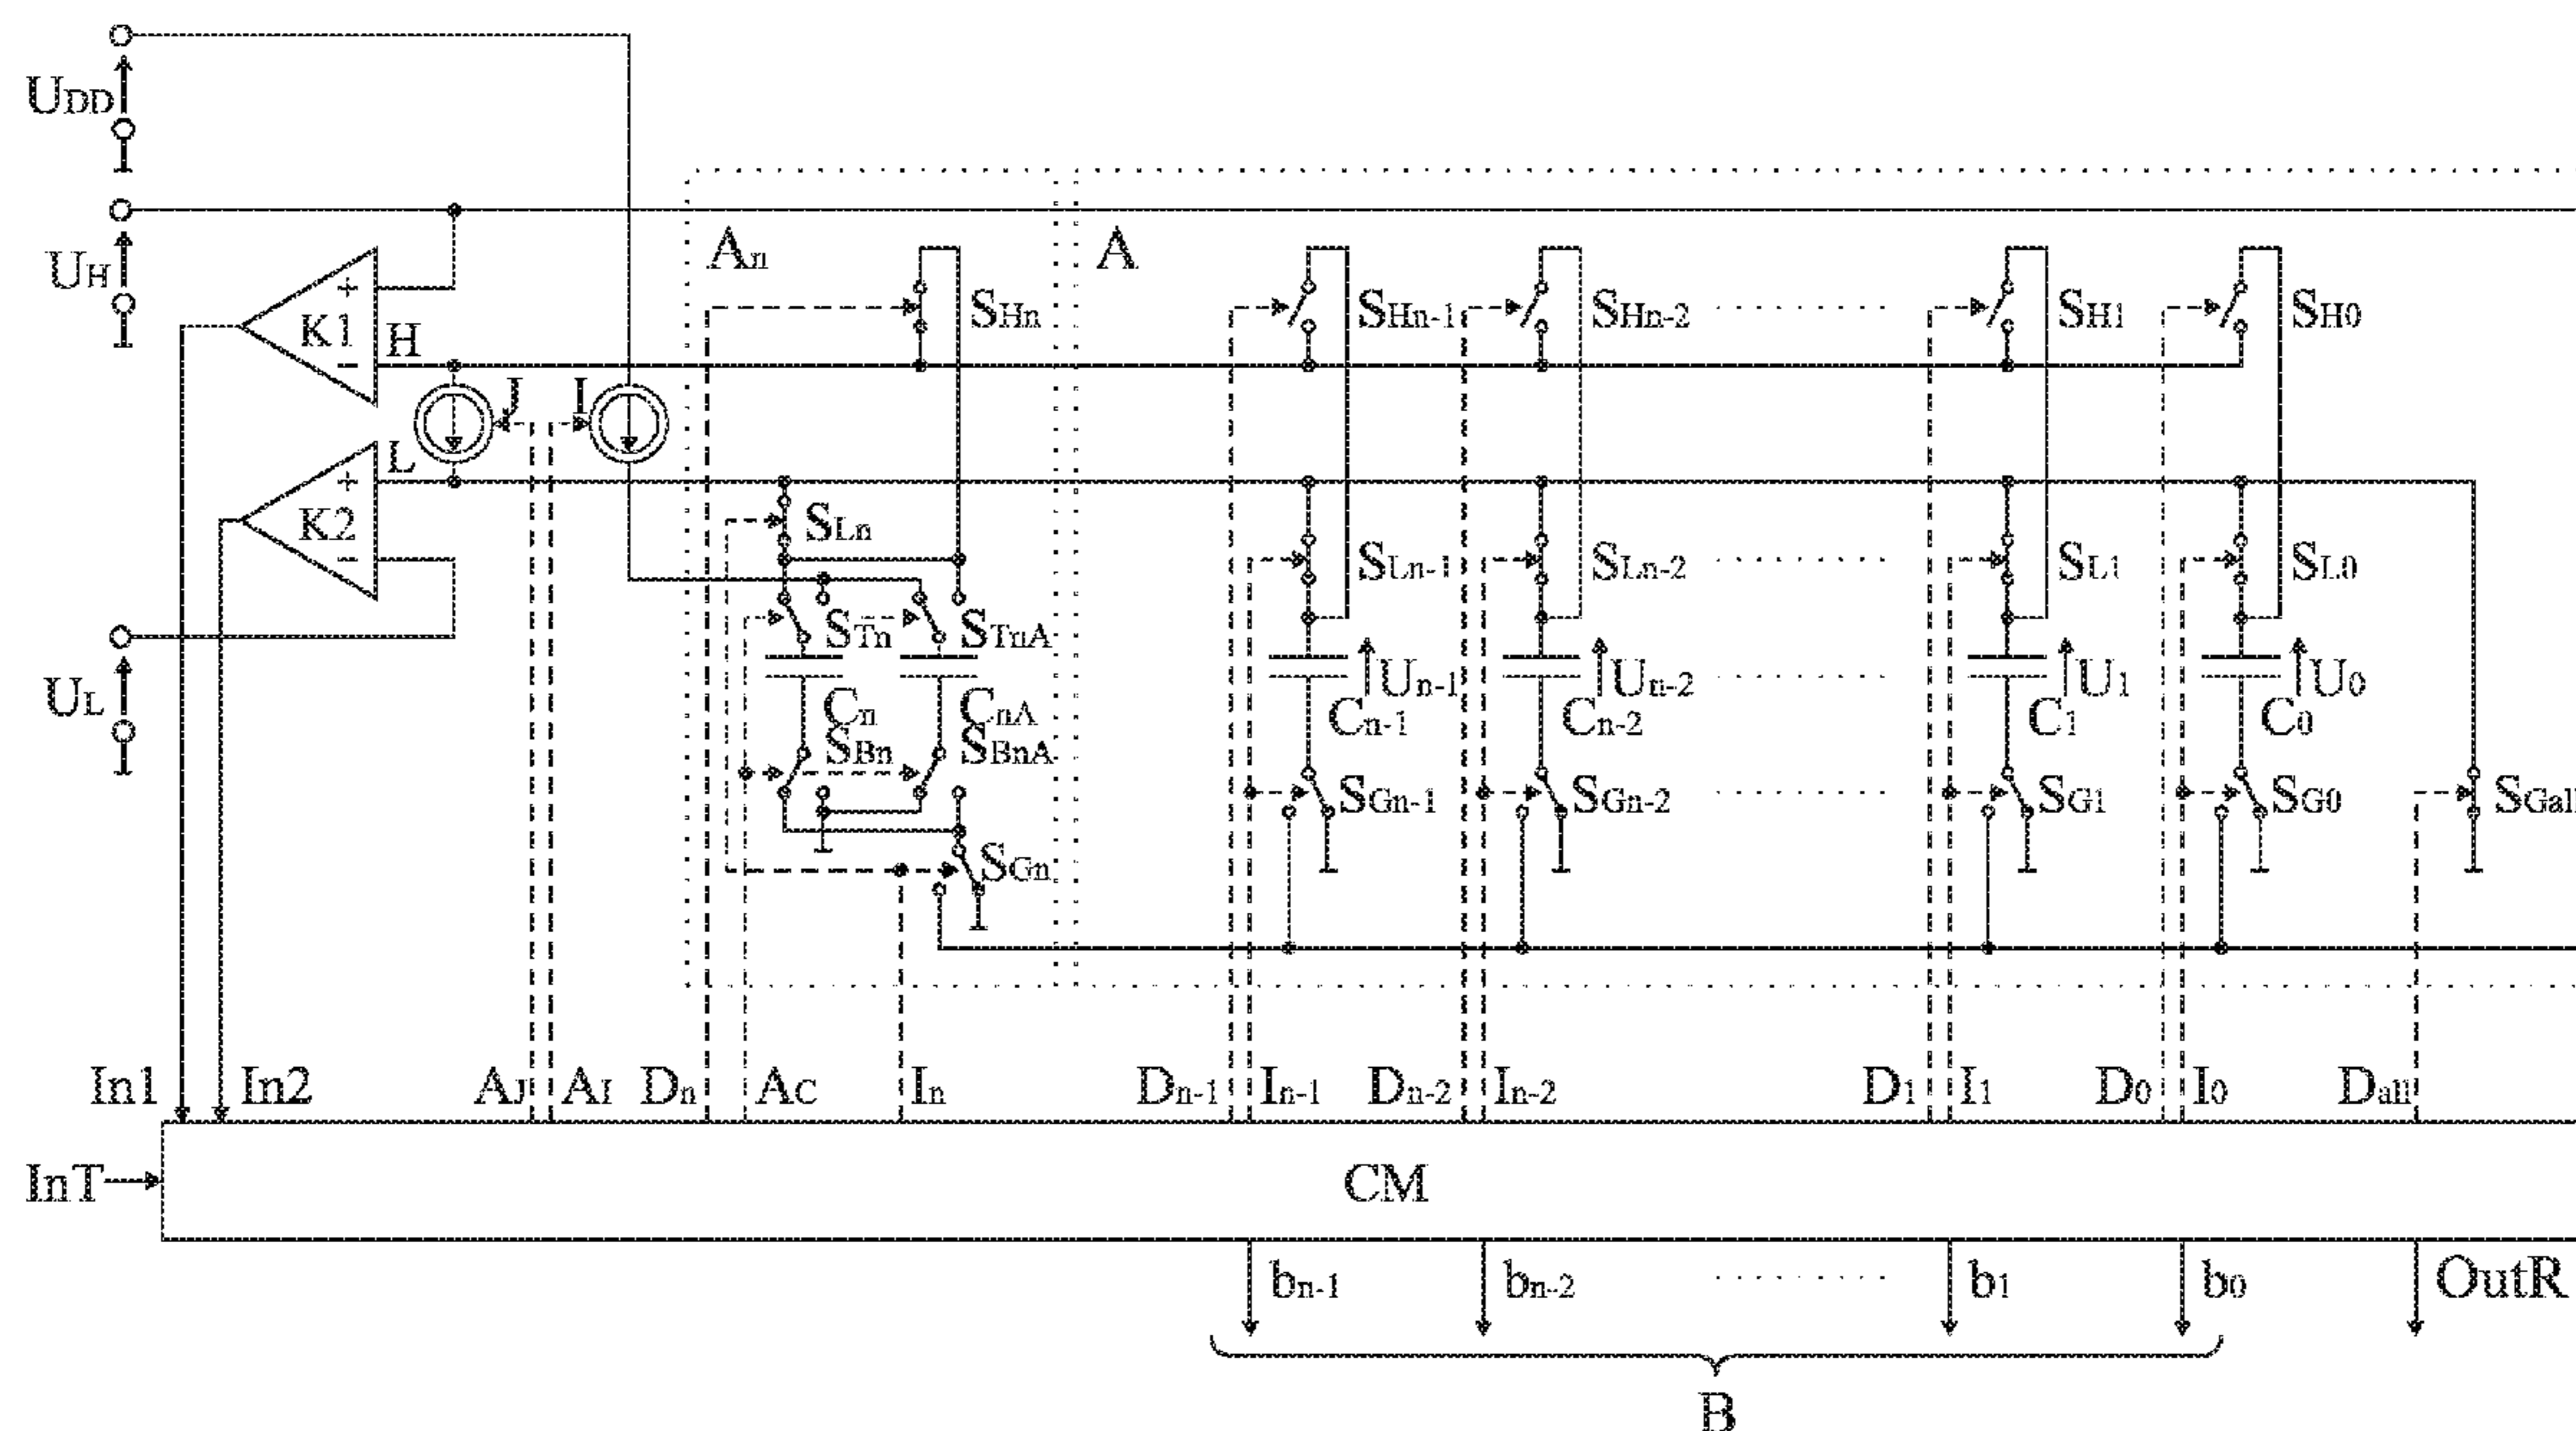 UDD
UH
An
A
K1
H
SHn
SHn-1
SHn-2
SH1
SH0
J
I
L
K2
SLn
SLn-1
SLn-2
SL1
SL0
STn
STnA
UL
Un-1
Un-2
U1
U0
Cn
CnA
Cn-1
Cn-2
C1
C0
SBn
SBnA
SGn-1
SGn-2
SG1
SG0
SGall
SGn
In1
In2
AJ
AI
Dn
AC
In
Dn-1
In-1
Dn-2
In-2
D1
I1
D0
I0
Dall
InT
CM
bn-1
bn-2
b1
b0
OutR
B